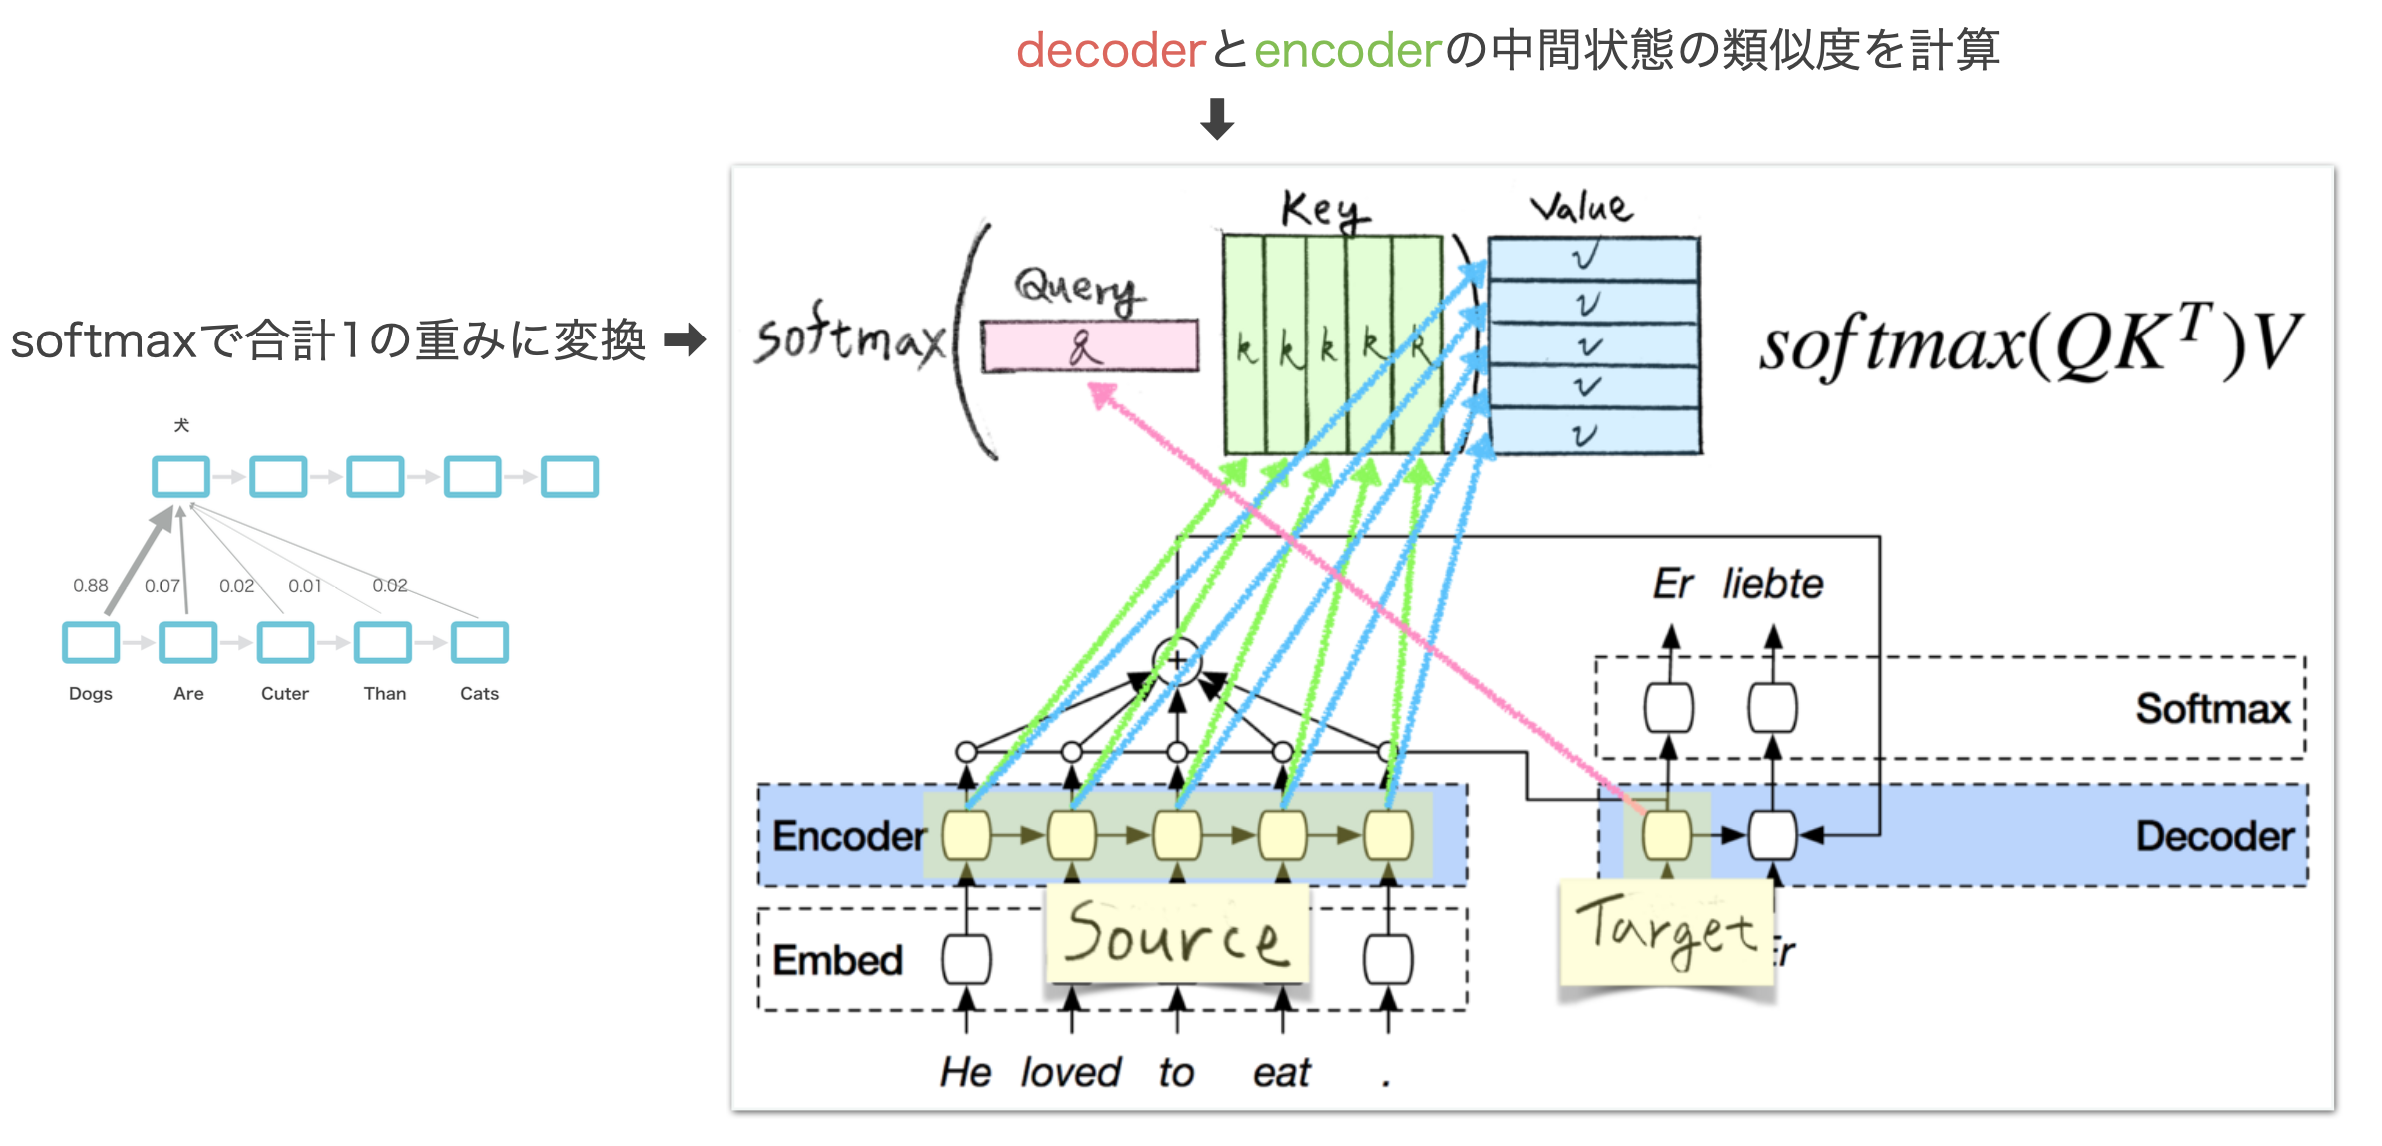 decoderとencoderの中間状態の類似度を計算
softmaxで合計1の重みに変換
犬
0.88 0.07 0.02 0.01 0.02
Dogs Are Cuter Than Cats
Key Value
Query
softmax
q
k k k k k
v
v
v
v
v
softmax(QK^T)V
Er liebte
+
Softmax
Encoder
Decoder
Source
Target
Er
Embed
He loved to eat .